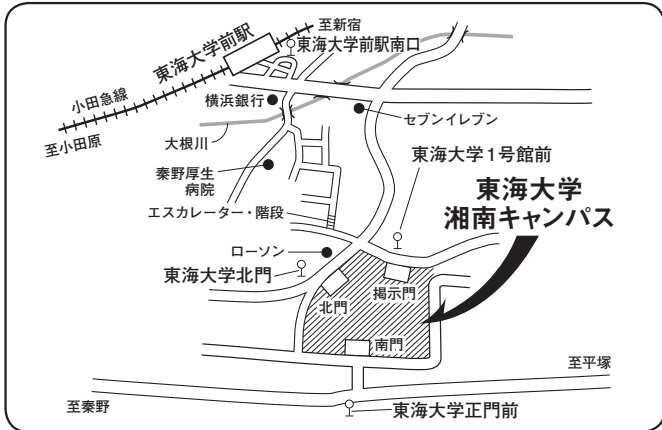 至新宿
東海大学前駅
東海大学前駅南口
小田急線
至小田原
横浜銀行
セブンイレブン
大根川
東海大学1号館前
秦野厚生
病院
東海大学
湘南キャンパス
エスカレーター・階段
ローソン
東海大学北門
掲示門
北門
南門
至平塚
至秦野
東海大学正門前